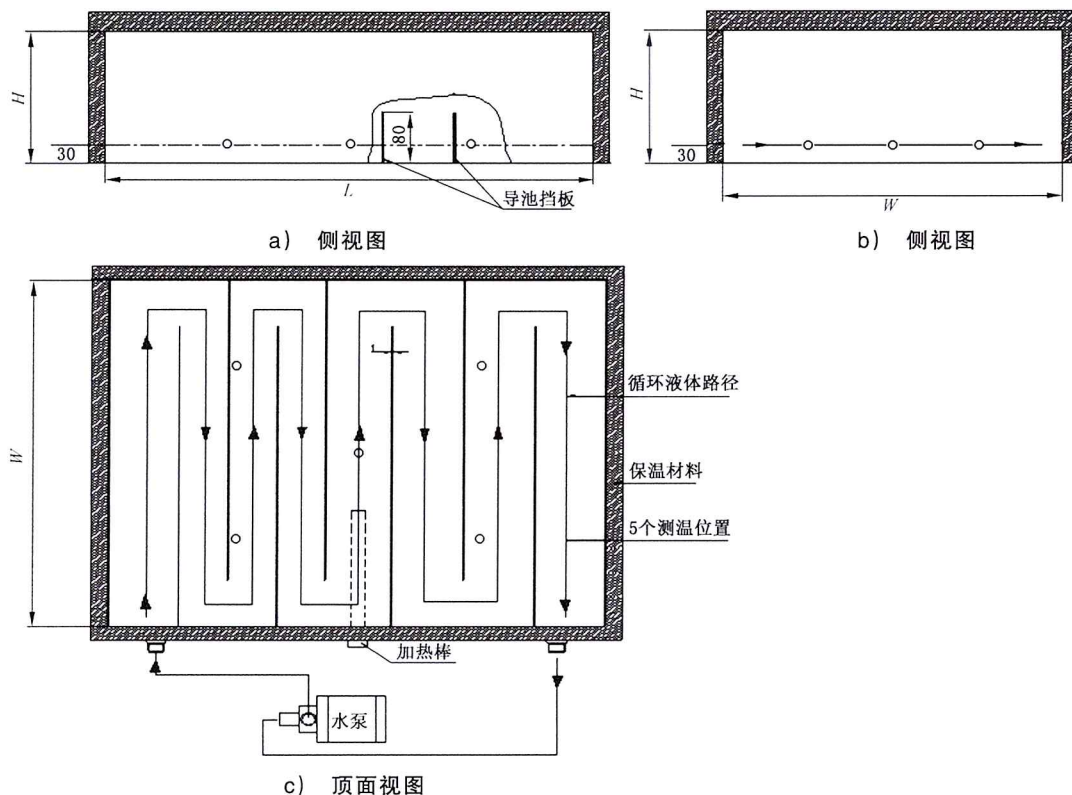 H
30
80
导池挡板
L
a) 侧视图
H
30
W
b) 侧视图
W
循环液体路径
保温材料
5个测温位置
加热棒
水泵
c) 顶面视图